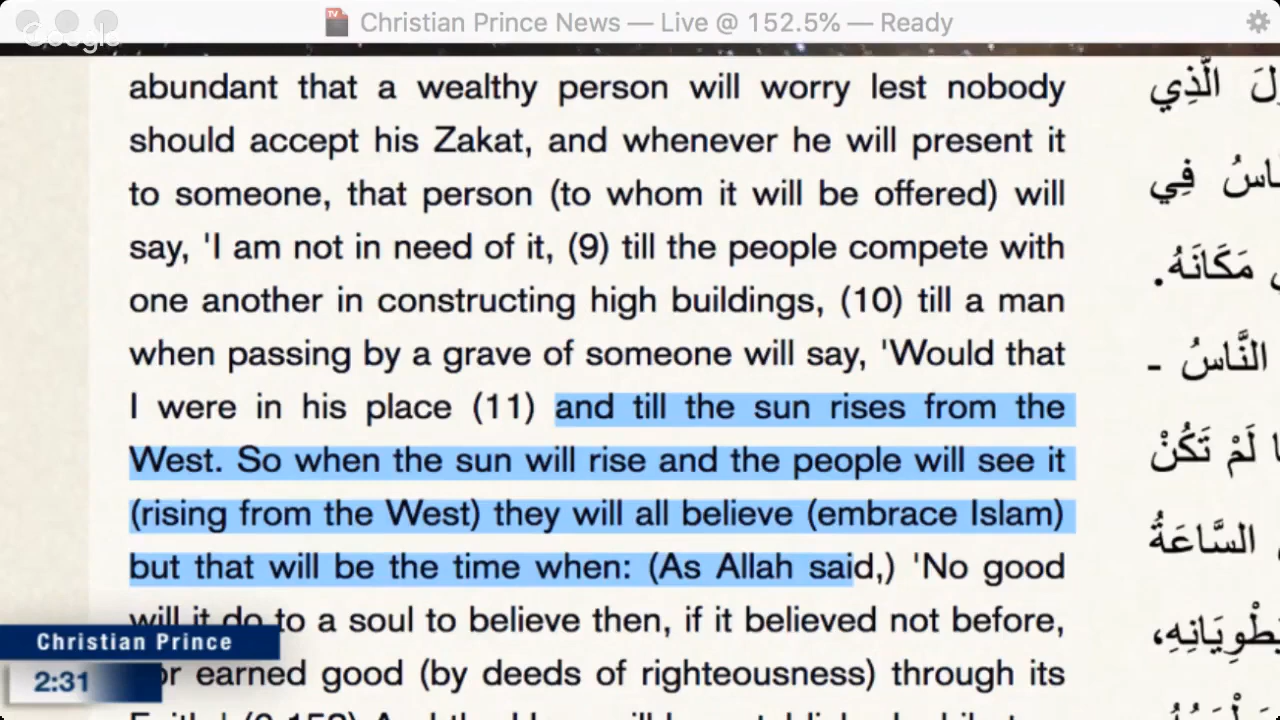 Christian Prince News — Live @ 152.5% — Ready
Google
abundant that a wealthy person will worry lest nobody
should accept his Zakat, and whenever he will present it
to someone, that person (to whom it will be offered) will
say, 'I am not in need of it, (9) till the people compete with
one another in constructing high buildings, (10) till a man
when passing by a grave of someone will say, 'Would that
I were in his place (11) and till the sun rises from the
West. So when the sun will rise and the people will see it
(rising from the West) they will all believe (embrace Islam)
but that will be the time when: (As Allah said,) 'No good
will it do to a soul to believe then, if it believed not before,
or earned good (by deeds of righteousness) through its
الَّذِي
فِي
مَكَانَهُ.
النَّاسُ -
لَمْ تَكُنْ
السَّاعَةُ
Christian Prince
2:31